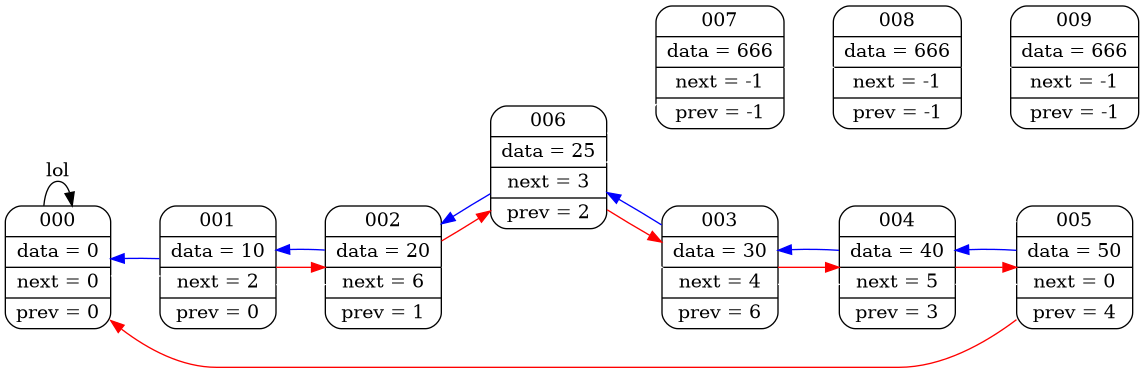 007
data = 666
next = -1
prev = -1
008
data = 666
next = -1
prev = -1
009
data = 666
next = -1
prev = -1
006
data = 25
next = 3
prev = 2
lol
000
data = 0
next = 0
prev = 0
001
data = 10
next = 2
prev = 0
002
data = 20
next = 6
prev = 1
003
data = 30
next = 4
prev = 6
004
data = 40
next = 5
prev = 3
005
data = 50
next = 0
prev = 4